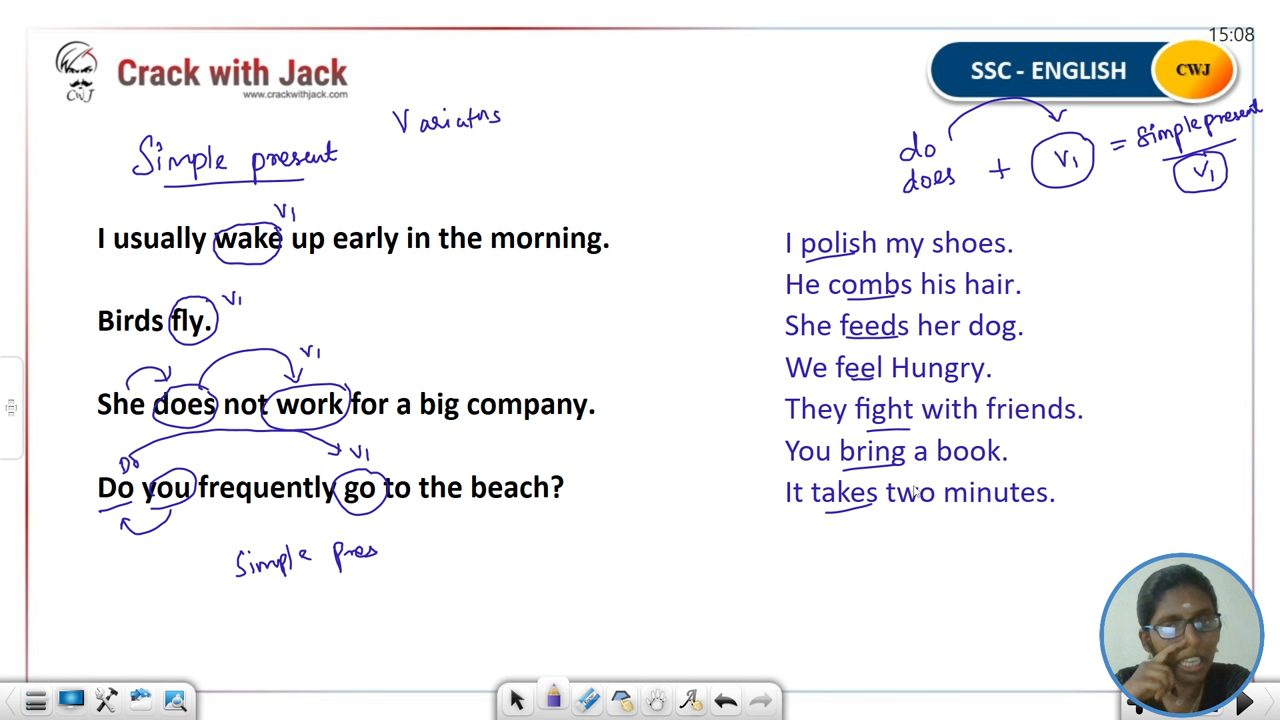 15:08
Crack with Jack
www.crackwithjack.com
CWJ
SSC - ENGLISH
CWJ
Variators
Simple present
do
does + V1 = Simple present
V1
V1
I usually wake up early in the morning.
V1
Birds fly.
V1
She does not work for a big company.
Do
V1
Do you frequently go to the beach?
Simple Pres
I polish my shoes.
He combs his hair.
She feeds her dog.
We feel Hungry.
They fight with friends.
You bring a book.
It takes two minutes.